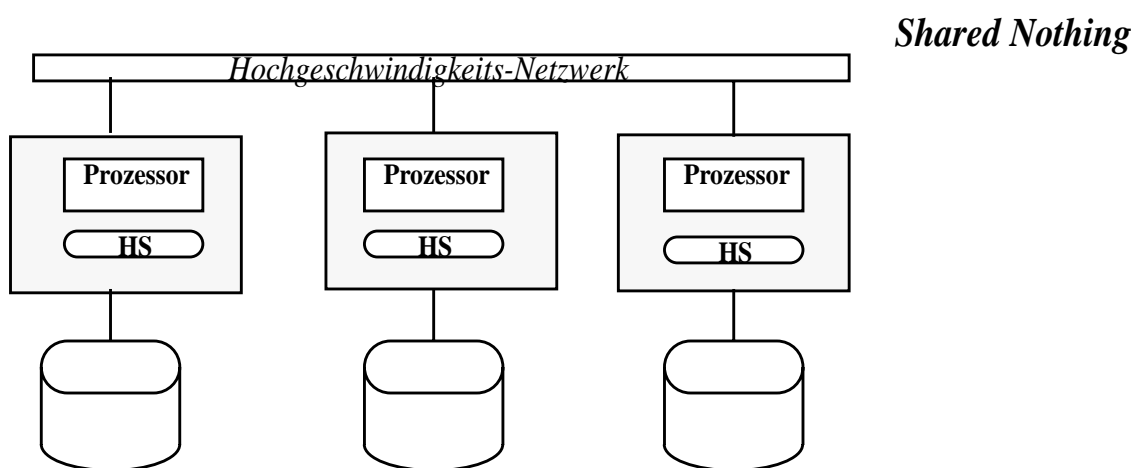 Shared Nothing
Hochgeschwindigkeits-Netzwerk
Prozessor
HS
Prozessor
HS
Prozessor
HS